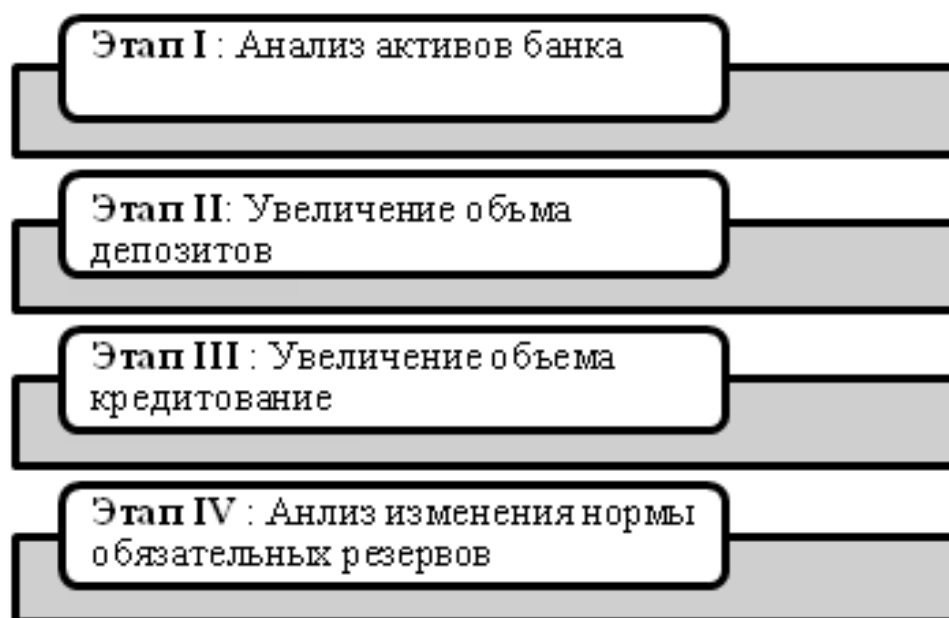 Этап I : Анализ активов банка
Этап II: Увеличение объма
депозитов
Этап III : Увеличение объема
кредитование
Этап IV : Анлиз изменения нормы
обязательных резервов